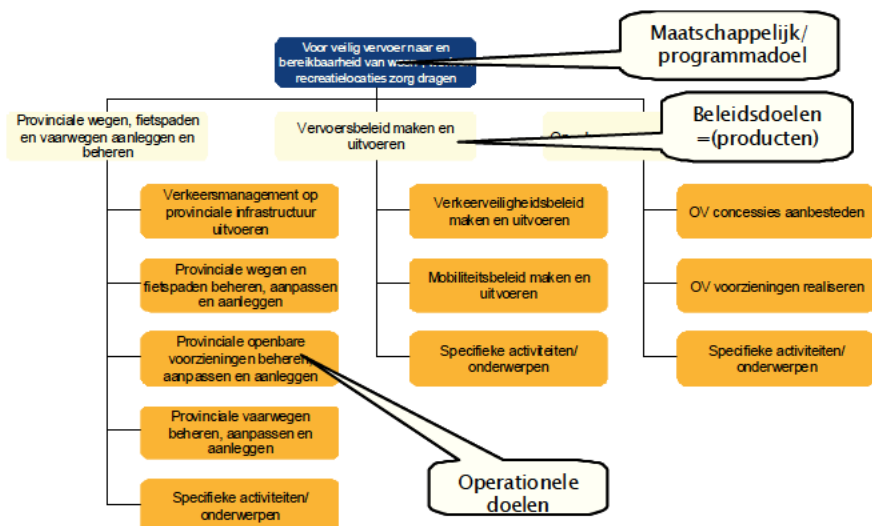 Voor veilig vervoer naar en
bereikbaarheid van
recreatielocaties zorg dragen
Maatschappelijk/
programmadoel
Provinciale wegen, fietspaden
en vaarwegen aanleggen en
beheren
Vervoersbeleid maken en
uitvoeren
Beleidsdoelen
=(producten)
Verkeersmanagement op
provinciale infrastructuur
uitvoeren
Verkeerveiligheidsbeleid
maken en uitvoeren
OV concessies aanbesteden
Provinciale wegen en
fietspaden beheren, aanpassen
en aanleggen
Mobiliteitsbeleid maken en
uitvoeren
OV voorzieningen realiseren
Provinciale openbare
voorzieningen beheren,
aanpassen en aanleggen
Specifieke activiteiten/
onderwerpen
Specifieke activiteiten/
onderwerpen
Provinciale vaarwegen
beheren, aanpassen en
aanleggen
Operationele
doelen
Specifieke activiteiten/
onderwerpen